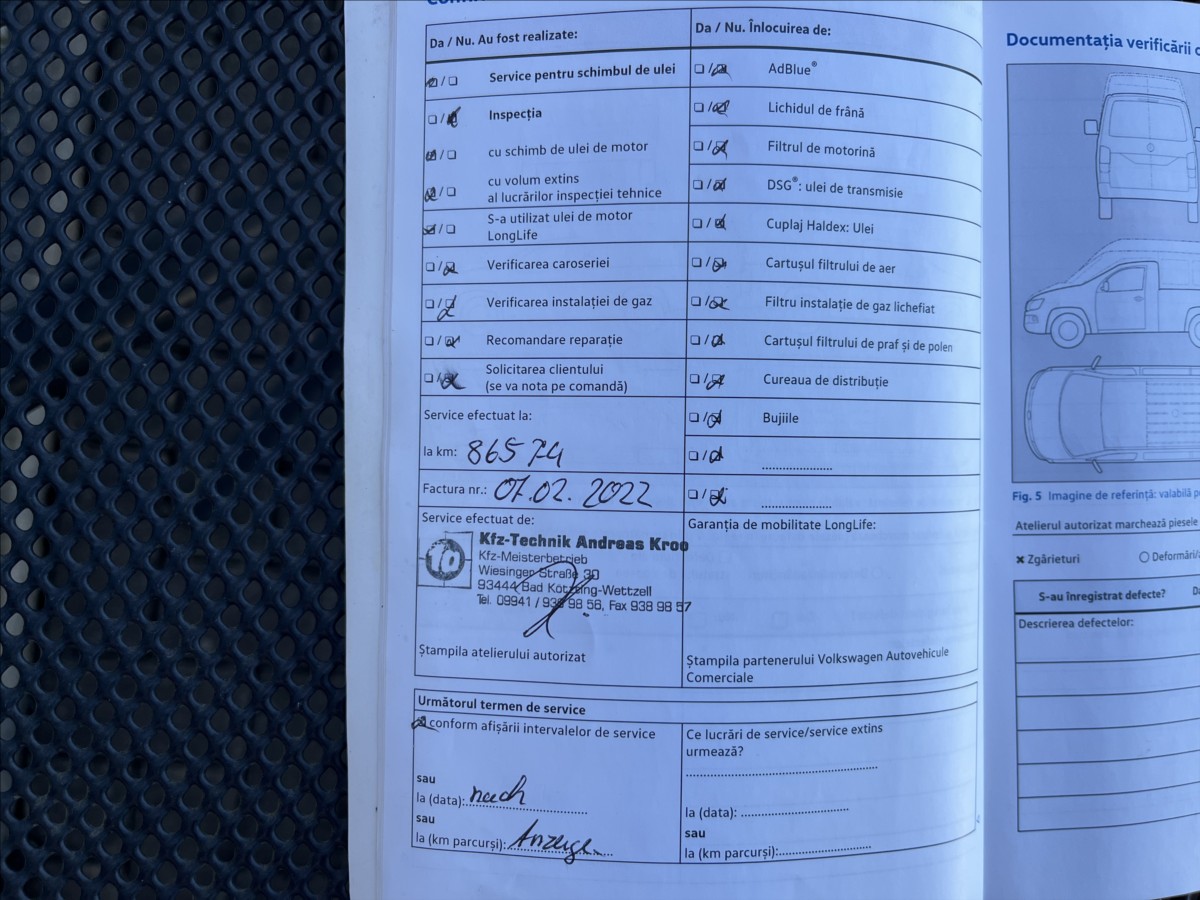 Da / Nu. Au fost realizate:
Service pentru schimbul de ulei
Inspecția
cu schimb de ulei de motor
cu volum extins
al lucrărilor inspecției tehnice
S-a utilizat ulei de motor
LongLife
Verificarea caroseriei
Verificarea instalației de gaz
Recomandare reparație
Solicitarea clientului
(se va nota pe comandă)
Service efectuat la:
la km: 86574
Factura nr.: 07.02.2022
Service efectuat de:
Kfz-Technik Andreas Kroo
Kfz-Meisterbetrieb
Wiesinger Straße 30
93444 Bad Kötzting-Wettzell
Tel. 09941 / 938 98 56, Fax 938 98 57
Ștampila atelierului autorizat
Da / Nu. Înlocuirea de:
AdBlue®
Lichidul de frână
Filtrul de motorină
DSG®: ulei de transmisie
Cuplaj Haldex: Ulei
Cartușul filtrului de aer
Filtru instalație de gaz lichefiat
Cartușul filtrului de praf și de polen
Cureaua de distribuție
Bujiile
Garanția de mobilitate LongLife:
Ștampila partenerului Volkswagen Autovehicule
Comerciale
Următorul termen de service
conform afișării intervalelor de service
sau
la (data): nach
sau
la (km parcurși): Anzeige
Ce lucrări de service/service extins
urmează?
la (data):
sau
la (km parcurși):
Documentația verificării
Fig. 5 Imagine de referință: valabilă
Atelierul autorizat marchează piesele
Zgârieturi
Deformări/
S-au înregistrat defecte?
Descrierea defectelor: